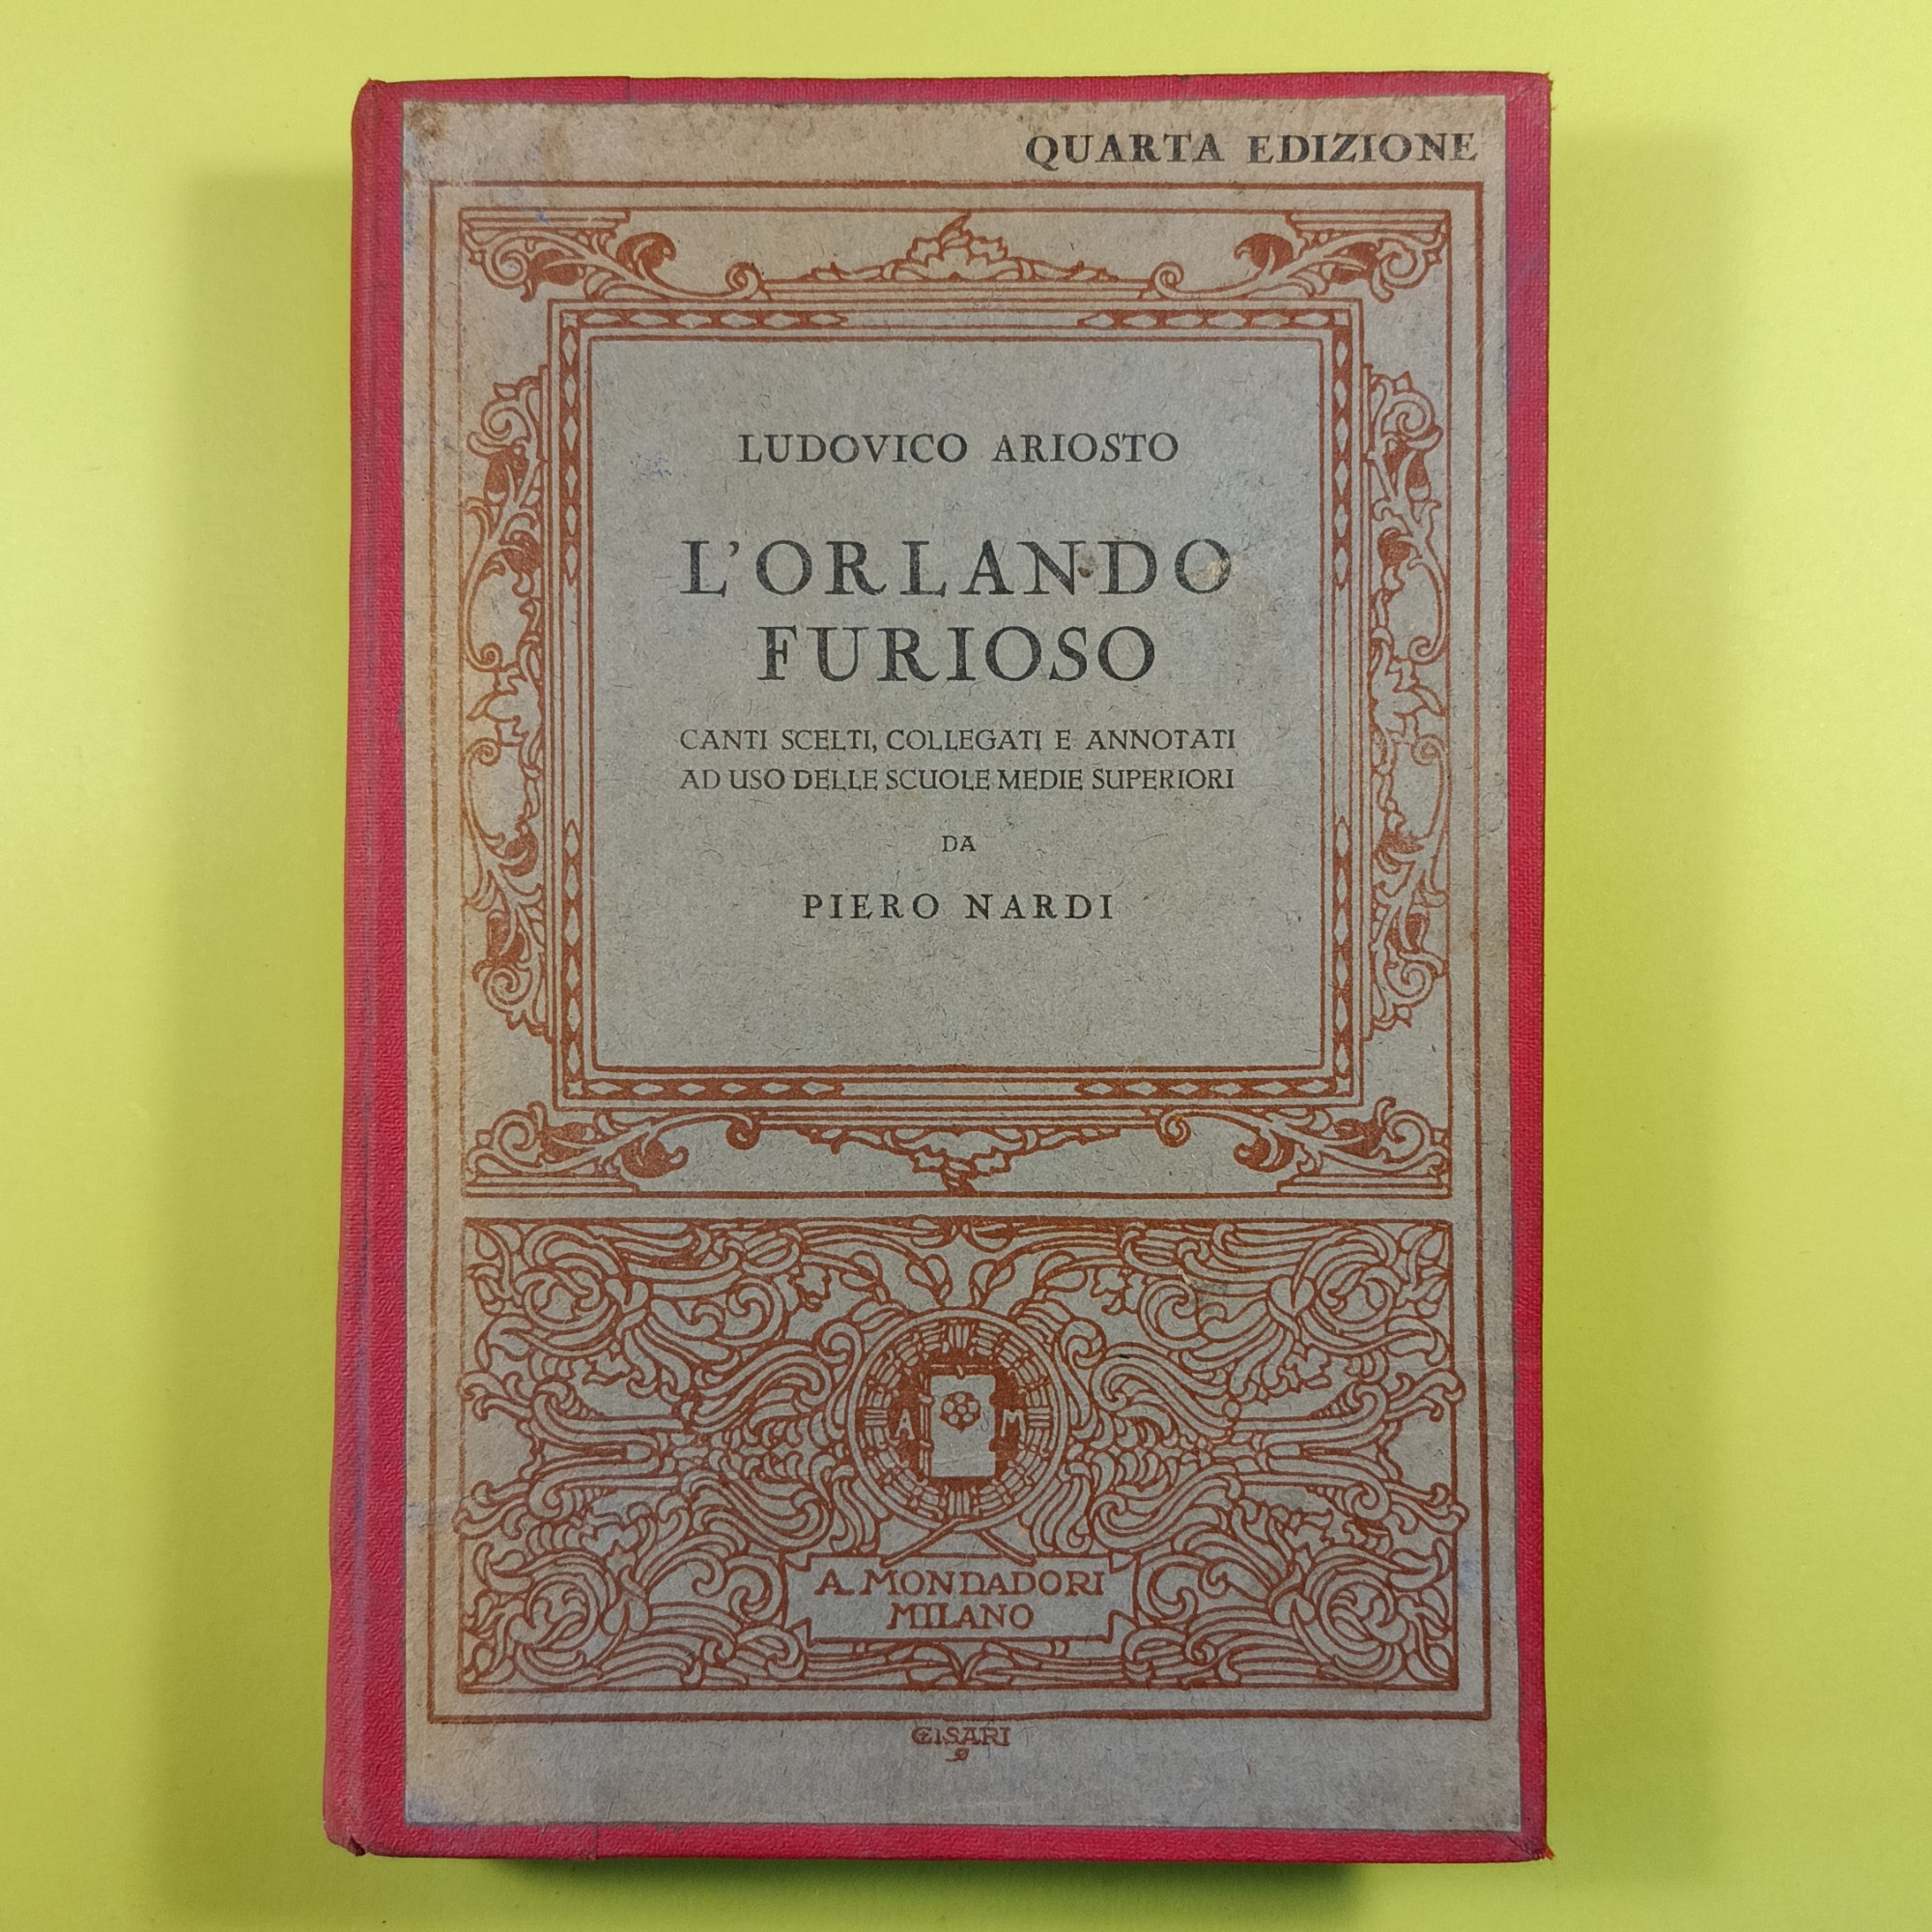 QUARTA EDIZIONE
LUDOVICO ARIOSTO
L'ORLANDO
FURIOSO
CANTI SCELTI, COLLEGATI E ANNOTATI
AD USO DELLE SCUOLE MEDIE SUPERIORI
DA
PIERO NARDI
A M
A. MONDADORI
MILANO
CISARI